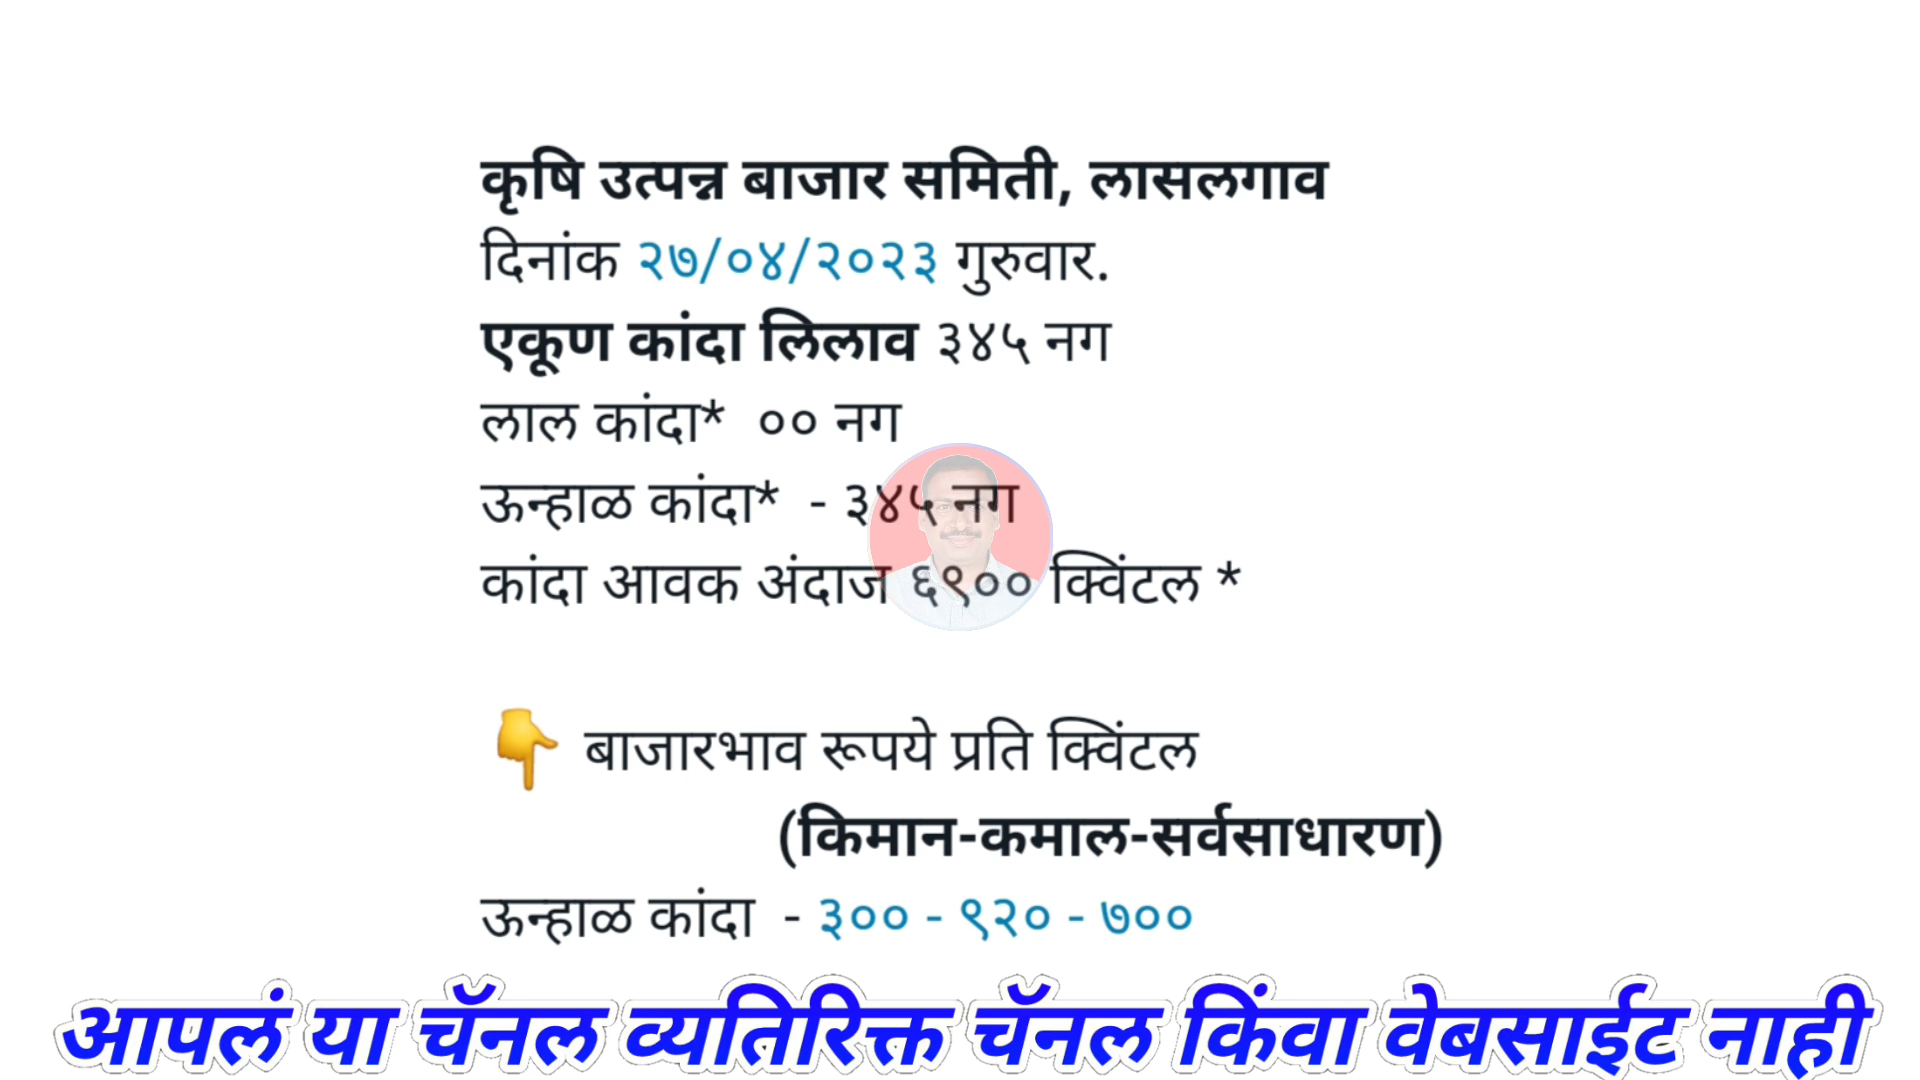 कृषि उत्पन्न बाजार समिती, लासलगाव
दिनांक २७/०४/२०२३ गुरुवार.
एकूण कांदा लिलाव ३४५ नग
लाल कांदा* ०० नग
ऊन्हाळ कांदा* - ३४५ नग
कांदा आवक अंदाज ६९०० क्विंटल *
👇 बाजारभाव रूपये प्रति क्विंटल
(किमान-कमाल-सर्वसाधारण)
ऊन्हाळ कांदा - ३०० - ९२० - ७००
आपलं या चॅनल व्यतिरिक्त चॅनल किंवा वेबसाईट नाही